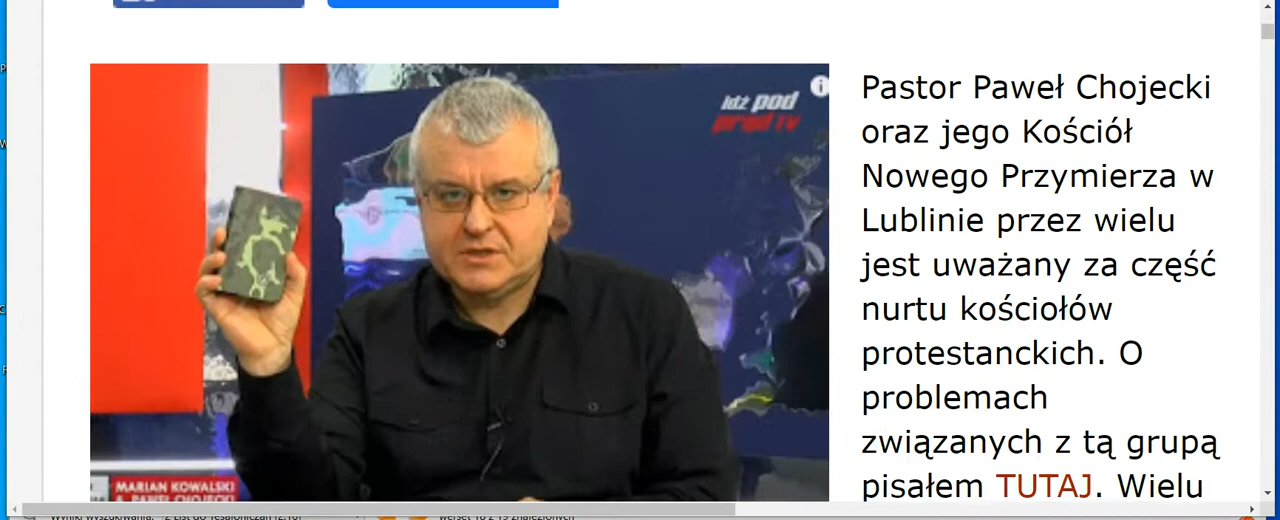 Idź pod
prąd TV
Pastor Paweł Chojecki
oraz jego Kościół
Nowego Przymierza w
Lublinie przez wielu
jest uważany za część
nurtu kościołów
protestanckich. O
problemach
związanych z tą grupą
pisałem TUTAJ. Wielu
MARIAN KOWALSKI
& PAWEŁ CHOJECKI